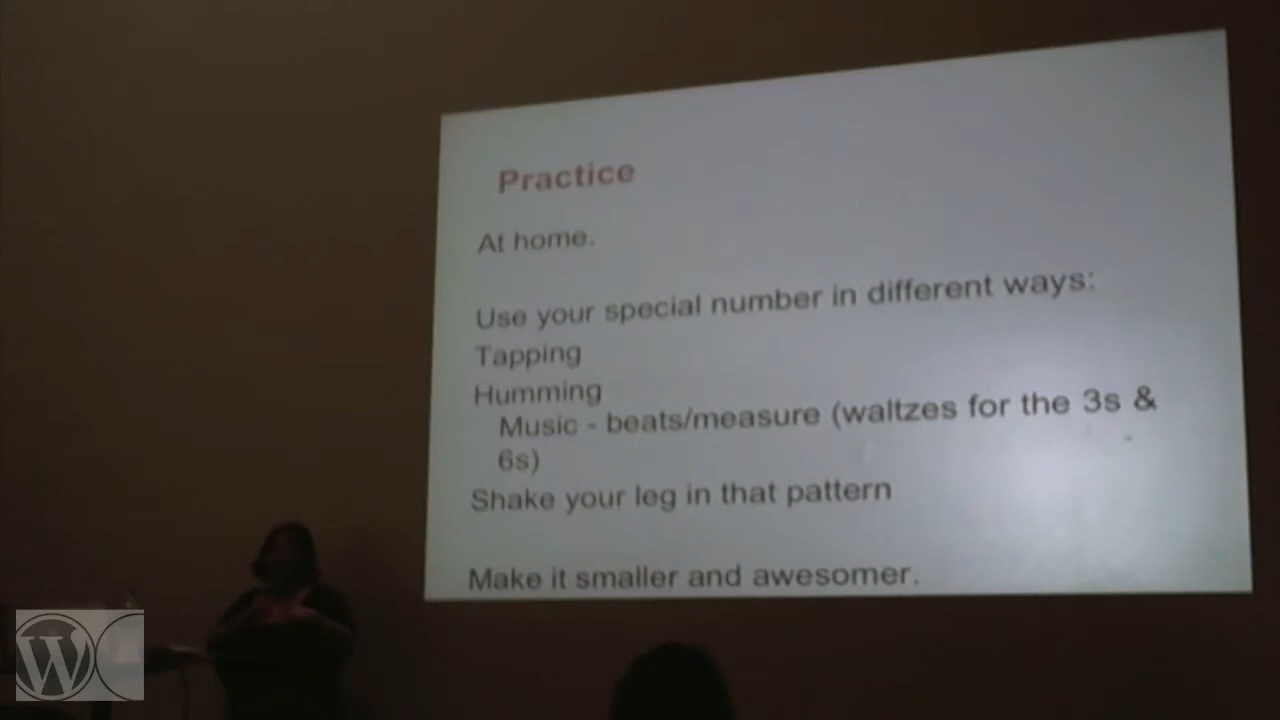 Practice
At home.
Use your special number in different ways:
Tapping
Humming
Music - beats/measure (waltzes for the 3s &
6s)
Shake your leg in that pattern
Make it smaller and awesomer.
W C